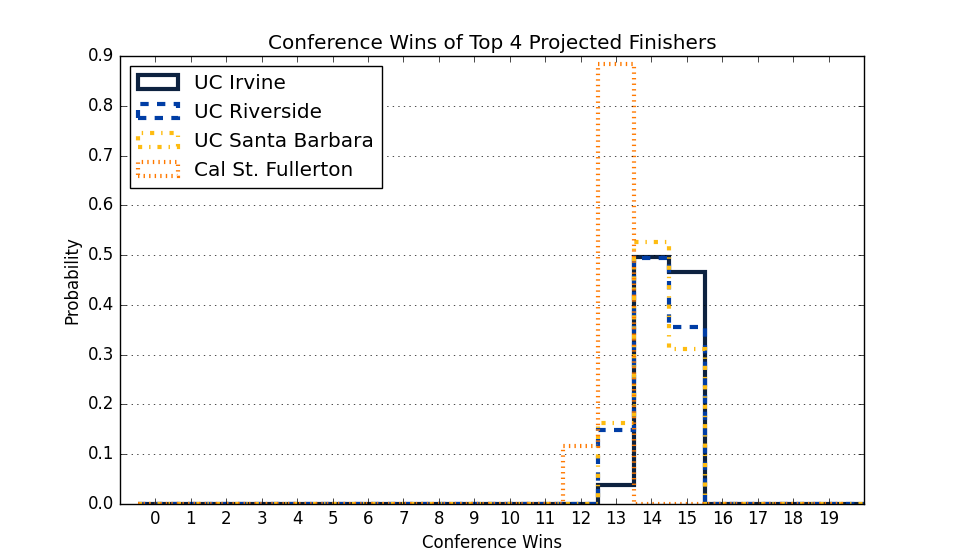 Conference Wins of Top 4 Projected Finishers
0.9
0.8
0.7
0.6
0.5
0.4
0.3
0.2
0.1
0.0
Probability
UC Irvine
UC Riverside
UC Santa Barbara
Cal St. Fullerton
0 1 2 3 4 5 6 7 8 9 10 11 12 13 14 15 16 17 18 19
Conference Wins